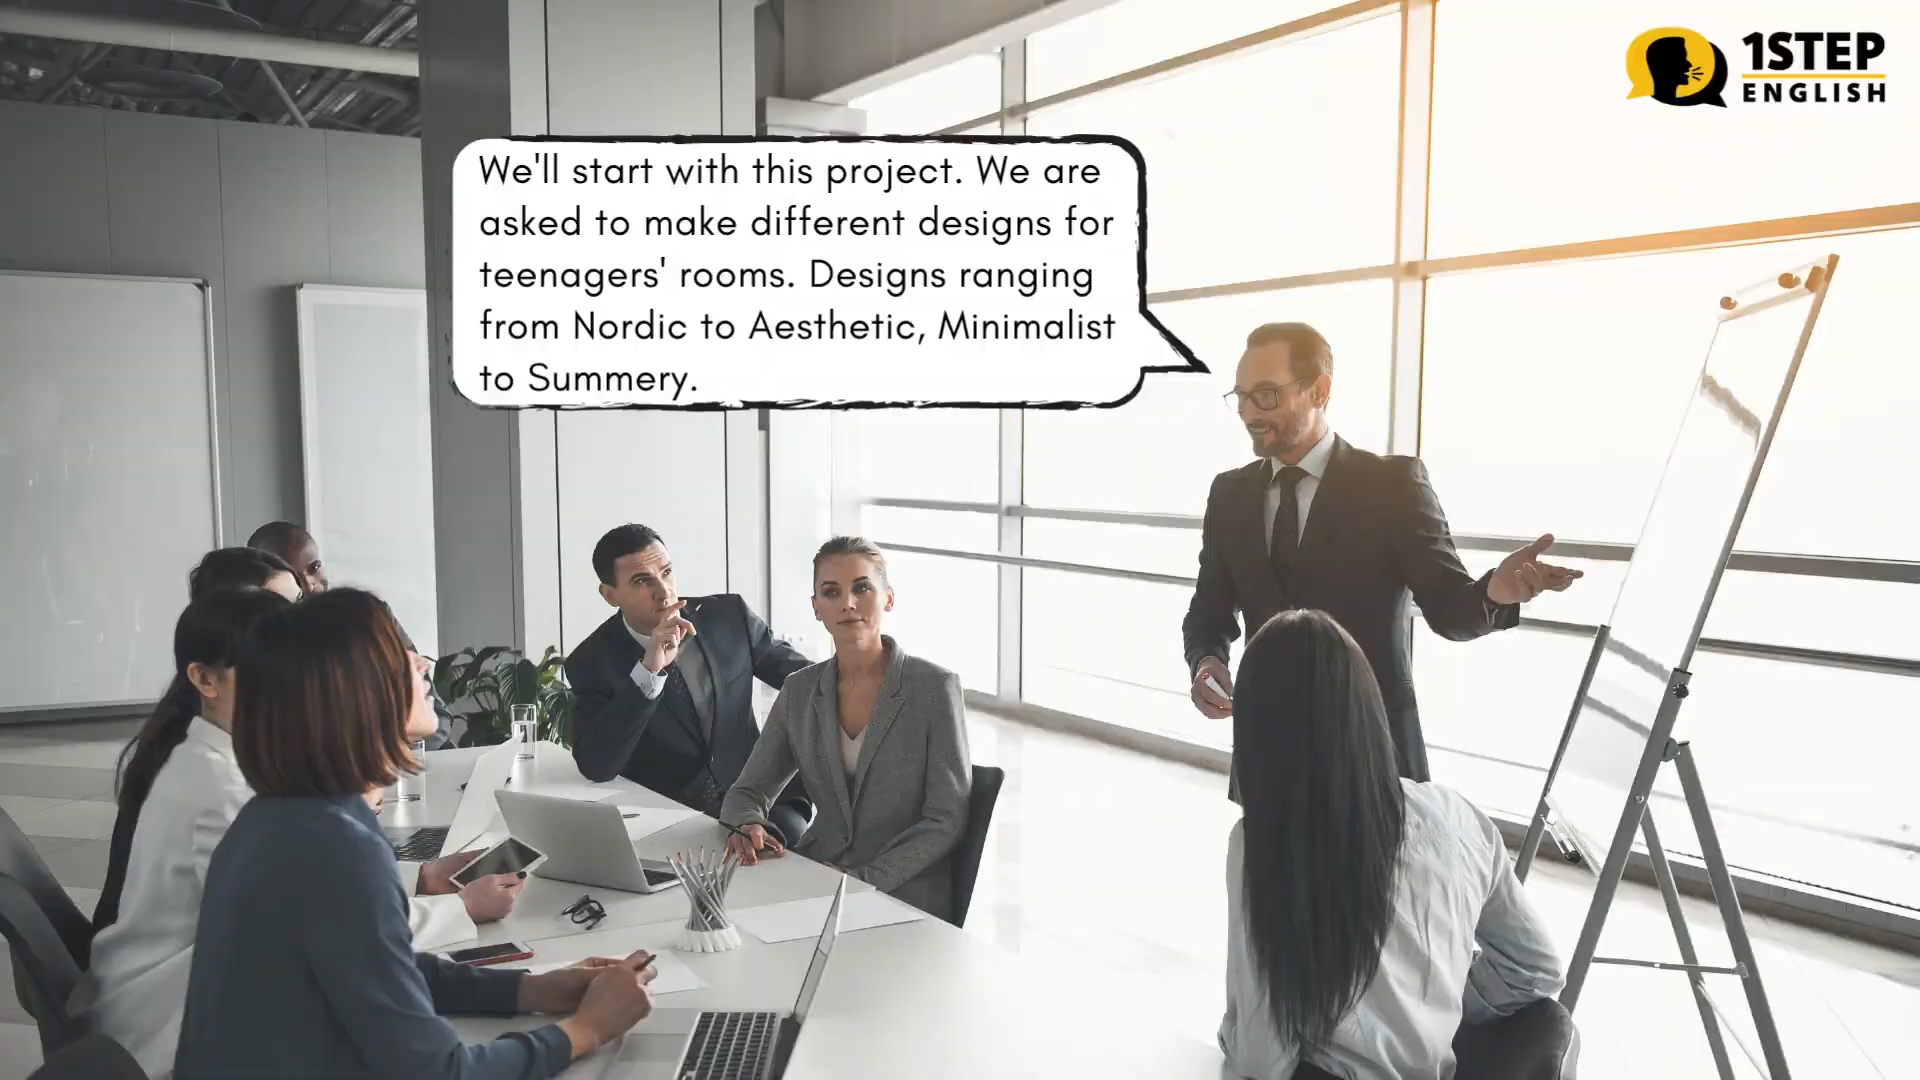 1STEP
ENGLISH
We'll start with this project. We are
asked to make different designs for
teenagers' rooms. Designs ranging
from Nordic to Aesthetic, Minimalist
to Summery.